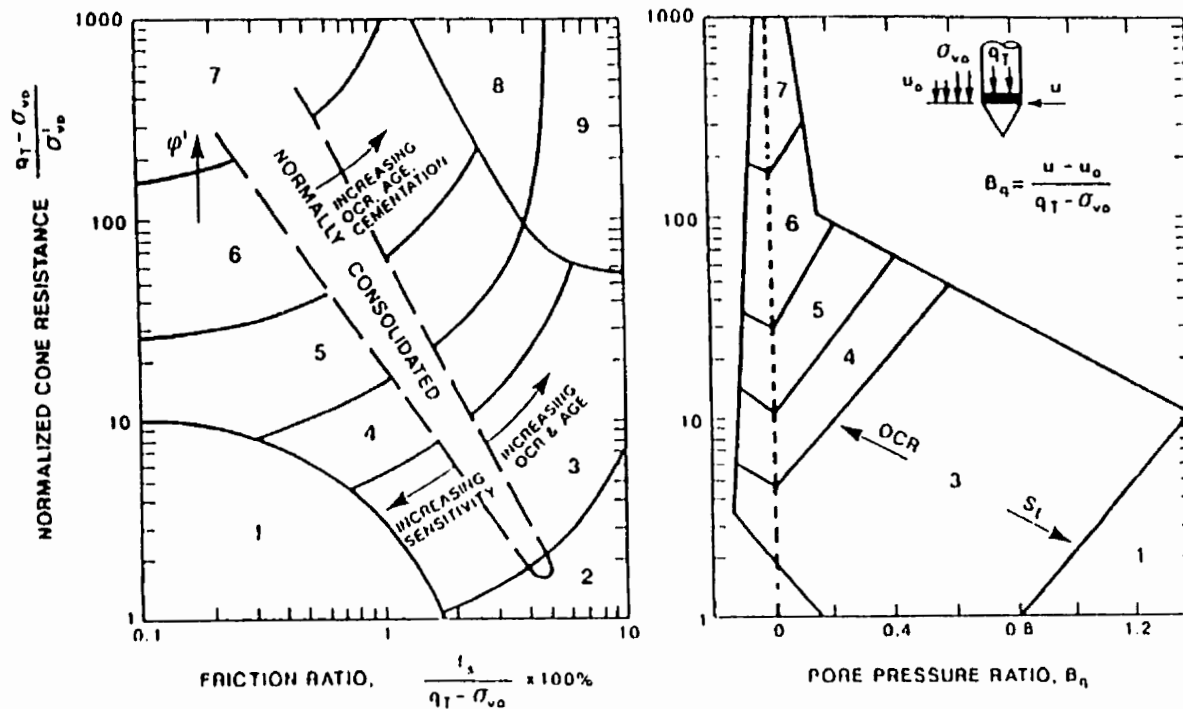 NORMALIZED CONE RESISTANCE
q_T - σ_vo
σ'_vo
1000
100
10
1
0.1
1
10
7
8
9
φ'
NORMALLY CONSOLIDATED
INCREASING
OCR, AGE,
CEMENTATION
6
5
4
INCREASING
SENSITIVITY
INCREASING
OCR & AGE
3
1
2
FRICTION RATIO,
f_s
q_T - σ_vo
x 100%
1000
100
10
1
0
0.4
0.8
1.2
7
6
5
4
3
1
OCR
S_t
σ_vo
q_T
u_o
u
B_q =
u - u_o
q_T - σ_vo
PORE PRESSURE RATIO, B_q